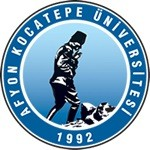 AFYON KOCATEPE ÜNİVERSİTESİ
1992